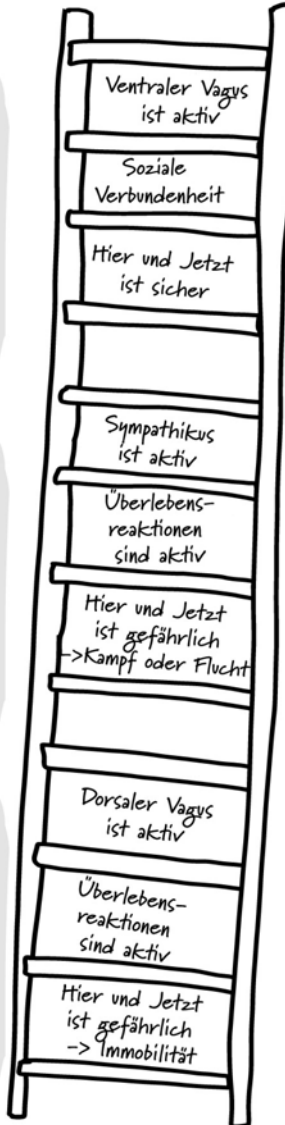 Ventraler Vagus
ist aktiv
Soziale
Verbundenheit
Hier und Jetzt
ist sicher
Sympathikus
ist aktiv
Überlebens-
reaktionen
sind aktiv
Hier und Jetzt
ist gefährlich
->Kampf oder Flucht
Dorsaler Vagus
ist aktiv
Überlebens-
reaktionen
sind aktiv
Hier und Jetzt
ist gefährlich
-> Immobilität